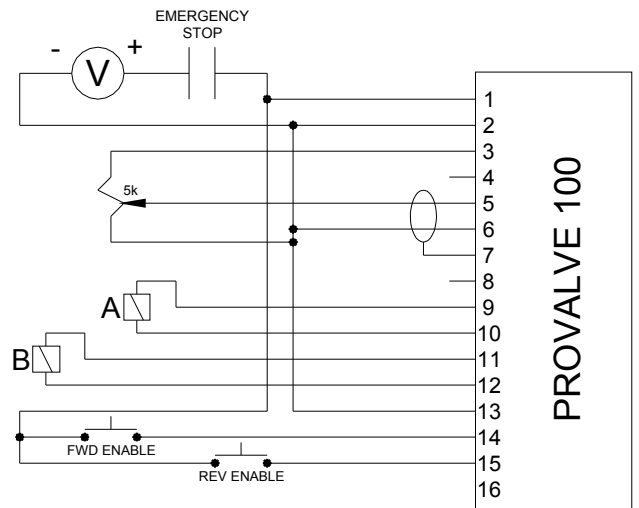 EMERGENCY
STOP
- V +
5k
A
B
FWD ENABLE
REV ENABLE
1
2
3
4
5
6
7
8
9
10
11
12
13
14
15
16
PROVALVE 100